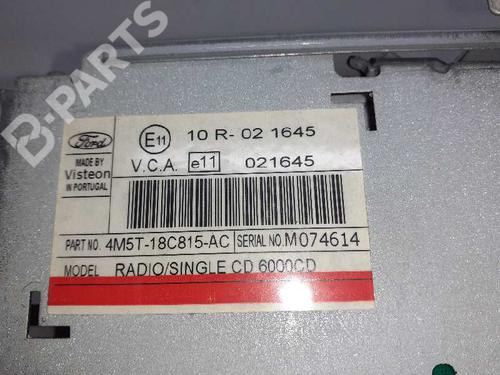 B-PARTS
Ford
E11 10 R- 02 1645
MADE BY
Visteon
IN PORTUGAL
V.C.A. e11 021645
PART NO. 4M5T-18C815-AC SERIAL NO. M074614
MODEL RADIO/SINGLE CD 6000CD